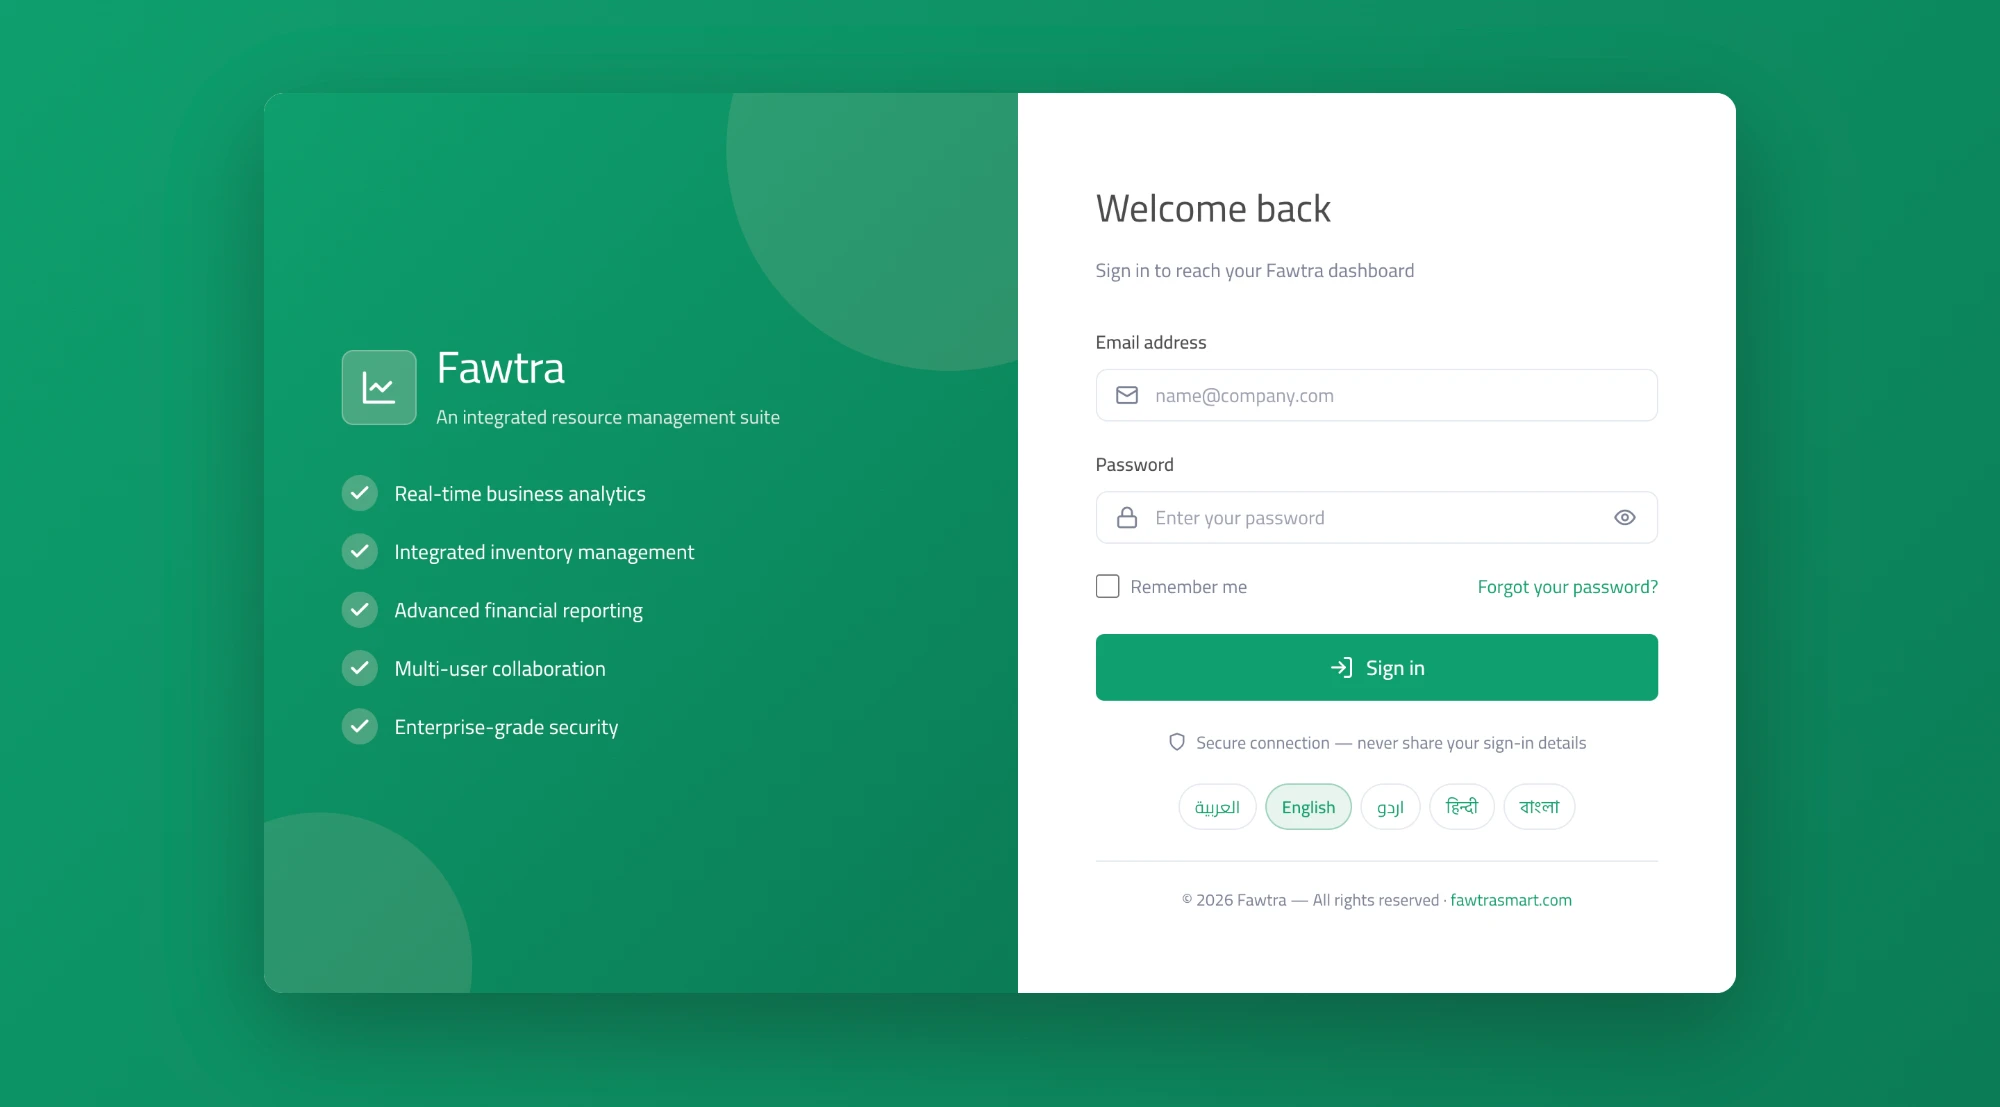 Fawtra
An integrated resource management suite
Real-time business analytics
Integrated inventory management
Advanced financial reporting
Multi-user collaboration
Enterprise-grade security
Welcome back
Sign in to reach your Fawtra dashboard
Email address
name@company.com
Password
Enter your password
Remember me
Forgot your password?
Sign in
Secure connection — never share your sign-in details
العربية English اردو हिन्दी বাংলা
© 2026 Fawtra — All rights reserved · fawtrasmart.com